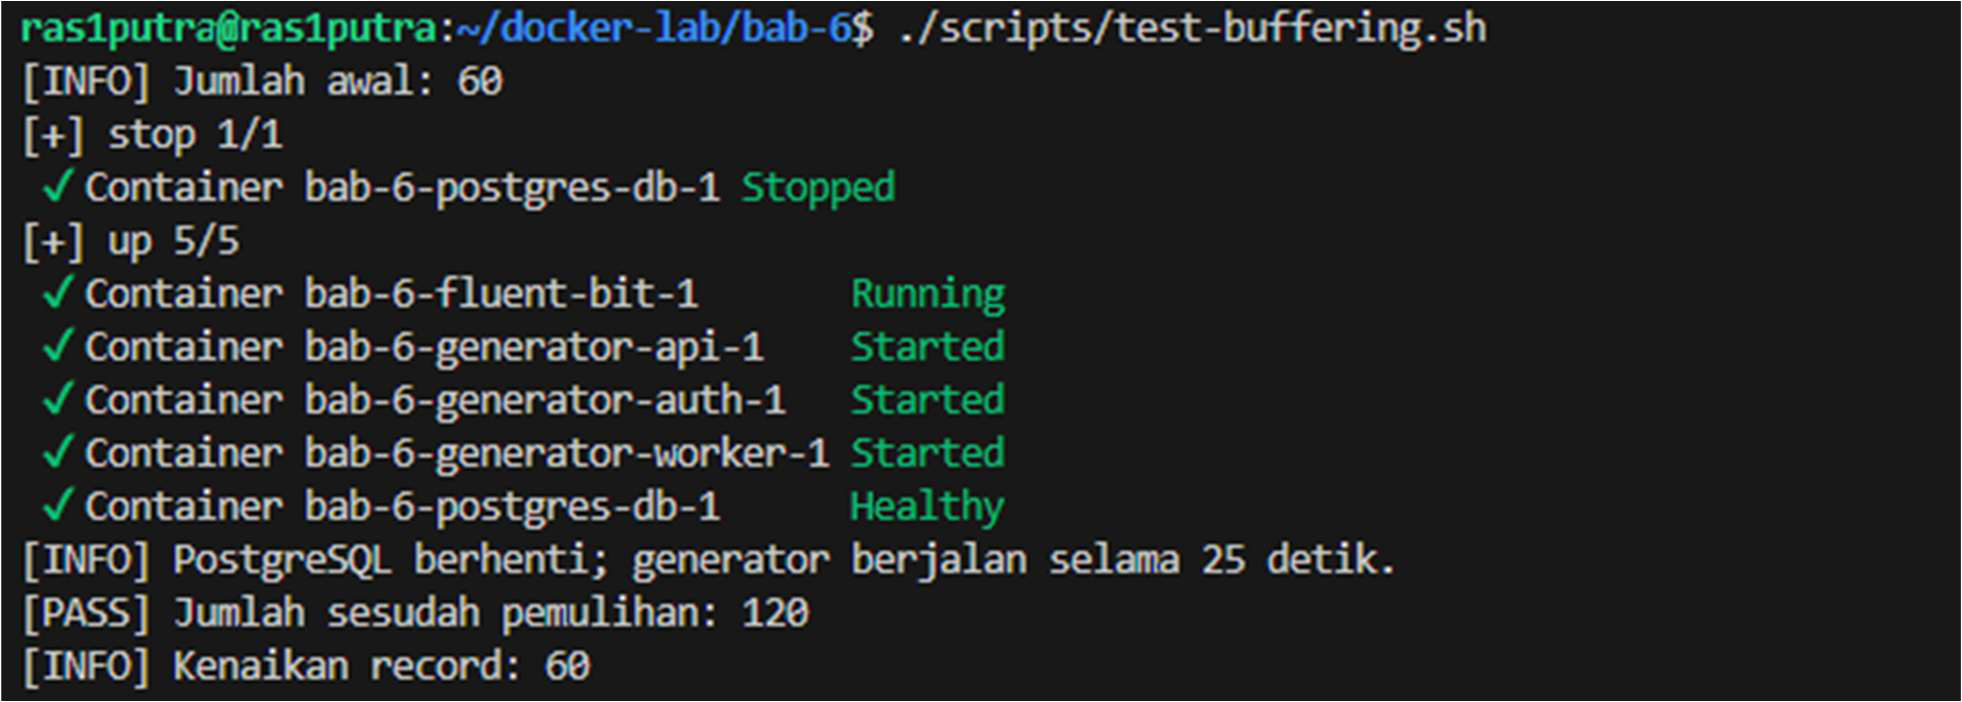 ras1putra@ras1putra:~/docker-lab/bab-6$ ./scripts/test-buffering.sh
[INFO] Jumlah awal: 60
[+] stop 1/1
✓ Container bab-6-postgres-db-1 Stopped
[+] up 5/5
✓ Container bab-6-fluent-bit-1 Running
✓ Container bab-6-generator-api-1 Started
✓ Container bab-6-generator-auth-1 Started
✓ Container bab-6-generator-worker-1 Started
✓ Container bab-6-postgres-db-1 Healthy
[INFO] PostgreSQL berhenti; generator berjalan selama 25 detik.
[PASS] Jumlah sesudah pemulihan: 120
[INFO] Kenaikan record: 60